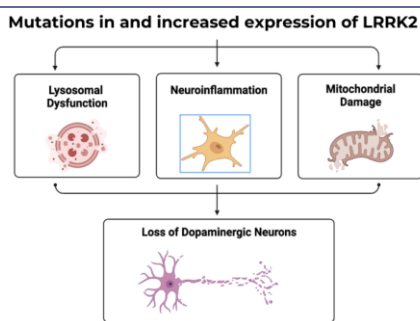 Mutations in and increased expression of LRRK2
Lysosomal
Dysfunction
Neuroinflammation
Mitochondrial
Damage
Loss of Dopaminergic Neurons